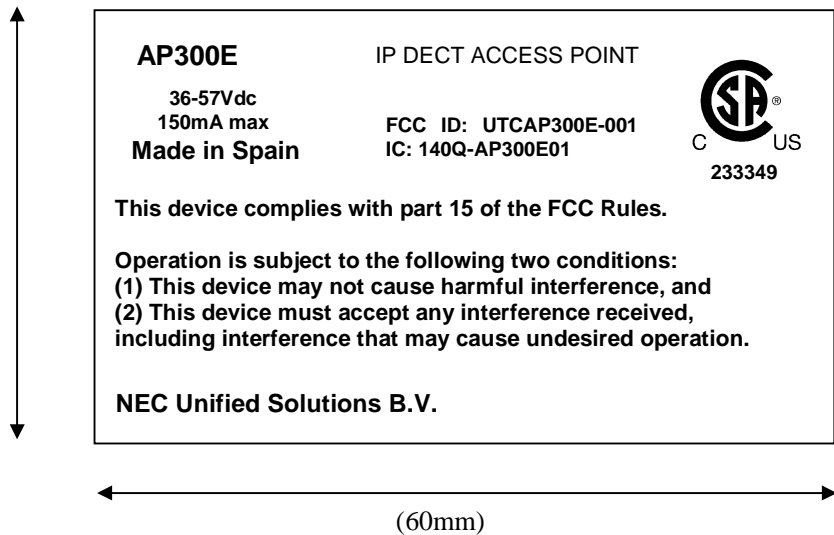 AP300E
IP DECT ACCESS POINT
36-57Vdc
150mA max
Made in Spain
FCC ID: UTCAP300E-001
IC: 140Q-AP300E01
CSA ®
C US
233349
This device complies with part 15 of the FCC Rules.
Operation is subject to the following two conditions:
(1) This device may not cause harmful interference, and
(2) This device must accept any interference received,
including interference that may cause undesired operation.
NEC Unified Solutions B.V.
(60mm)